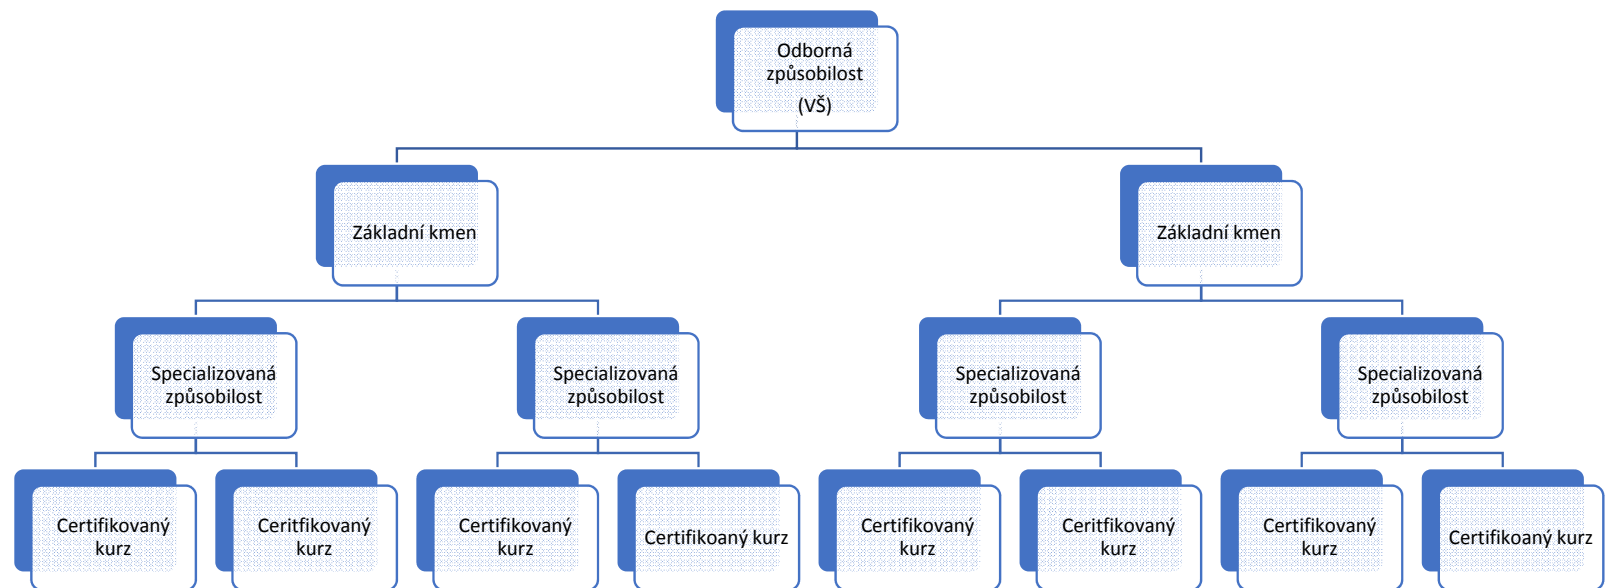 Odborná
způsobilost
(VŠ)
Základní kmen
Základní kmen
Specializovaná
způsobilost
Specializovaná
způsobilost
Specializovaná
způsobilost
Specializovaná
způsobilost
Certifikovaný
kurz
Ceritfikovaný
kurz
Certifikovaný
kurz
Certifikoaný kurz
Certifikovaný
kurz
Ceritfikovaný
kurz
Certifikovaný
kurz
Certifikoaný kurz